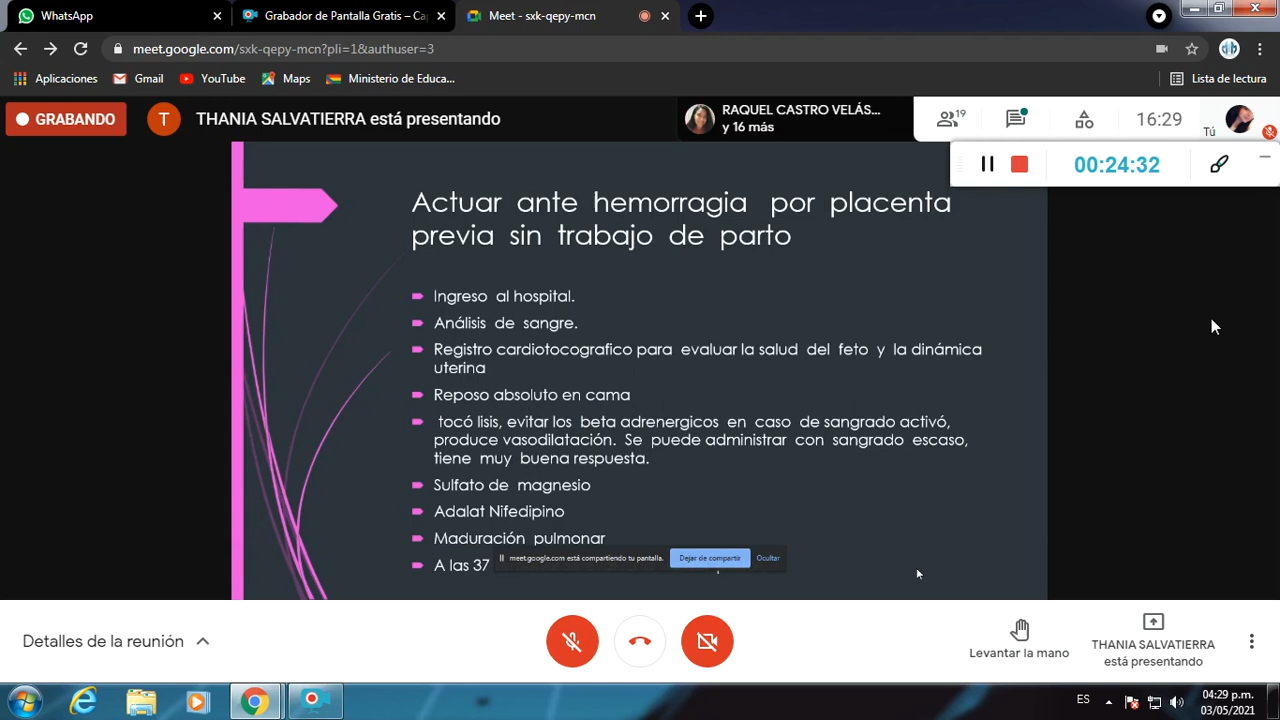 WhatsApp
Grabador de Pantalla Gratis – Ca
Meet - sxk-qepy-mcn
meet.google.com/sxk-qepy-mcn?pli=1&authuser=3
Aplicaciones
Gmail
YouTube
Maps
Ministerio de Educa...
Lista de lectura
GRABANDO
T
THANIA SALVATIERRA está presentando
RAQUEL CASTRO VELÁS...
y 16 más
19
16:29
Tú
00:24:32
Actuar ante hemorragia por placenta
previa sin trabajo de parto
Ingreso al hospital.
Análisis de sangre.
Registro cardiotocografico para evaluar la salud del feto y la dinámica
uterina
Reposo absoluto en cama
tocó lisis, evitar los beta adrenergicos en caso de sangrado activó,
produce vasodilatación. Se puede administrar con sangrado escaso,
tiene muy buena respuesta.
Sulfato de magnesio
Adalat Nifedipino
Maduración pulmonar
A las 37
meet.google.com está compartiendo tu pantalla.
Dejar de compartir
Ocultar
Detalles de la reunión
Levantar la mano
THANIA SALVATIERRA
está presentando
ES
04:29 p.m.
03/05/2021